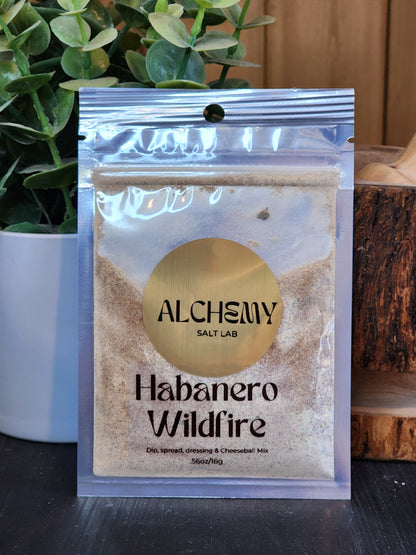 ALCHEMY
SALT LAB
Habanero
Wildfire
Dip, spread, dressing & Cheeseball Mix
.56oz/16g